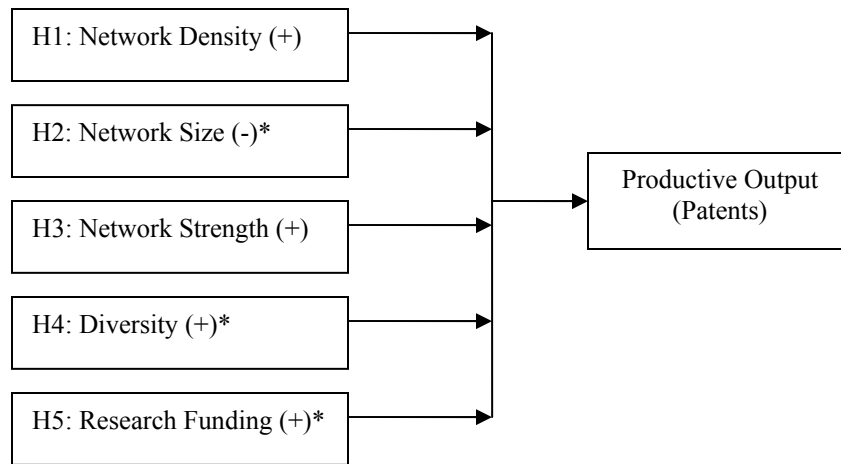 H1: Network Density (+)
H2: Network Size (-)*
H3: Network Strength (+)
H4: Diversity (+)*
H5: Research Funding (+)*
Productive Output
(Patents)